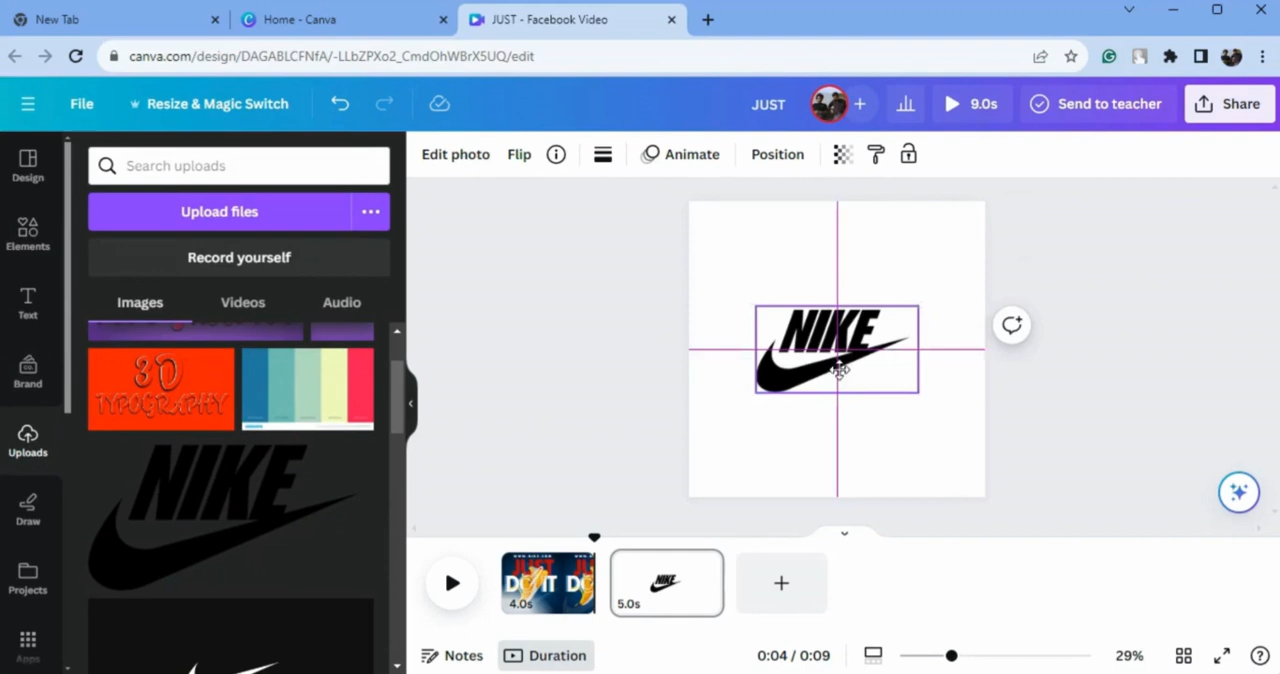 New Tab
Home - Canva
JUST - Facebook Video
canva.com/design/DAGABLCFNfA/-LLbZPXo2_CmdOhWBrX5UQ/edit
File
Resize & Magic Switch
JUST
9.0s
Send to teacher
Share
Design
Elements
Text
Brand
Uploads
Draw
Projects
Apps
Search uploads
Upload files
Record yourself
Images
Videos
Audio
3D
TYPOGRAPHY
NIKE
Edit photo
Flip
Animate
Position
NIKE
JUST
DO IT
DO
4.0s
NIKE
5.0s
Notes
Duration
0:04 / 0:09
29%